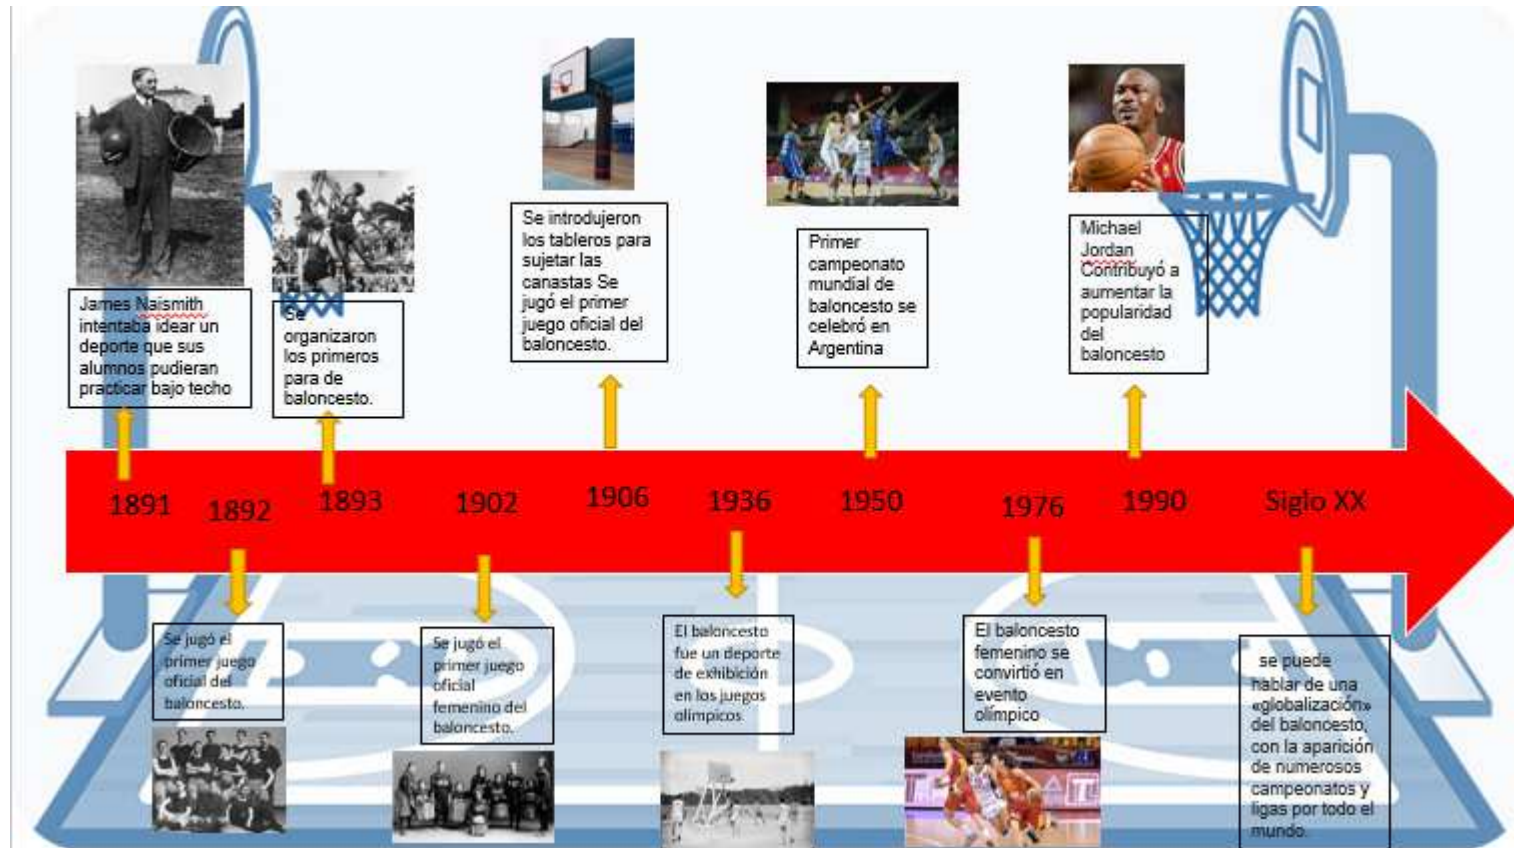 James Naismith
intentaba idear un
deporte que sus
alumnos pudieran
practicar bajo techo
Se
organizaron
los primeros
para de
baloncesto.
Se introdujeron
los tableros para
sujetar las
canastas Se
jugó el primer
juego oficial del
baloncesto.
Primer
campeonato
mundial de
baloncesto se
celebró en
Argentina
Michael
Jordan
Contribuyó a
aumentar la
popularidad
del
baloncesto
1891
1892
1893
1902
1906
1936
1950
1976
1990
Siglo XX
Se jugó el
primer juego
oficial del
baloncesto.
Se jugó el
primer juego
oficial
femenino del
baloncesto.
El baloncesto
fue un deporte
de exhibición
en los juegos
olímpicos.
El baloncesto
femenino se
convirtió en
evento
olímpico
se puede
hablar de una
«globalización»
del baloncesto,
con la aparición
de numerosos
campeonatos y
ligas por todo el
mundo.